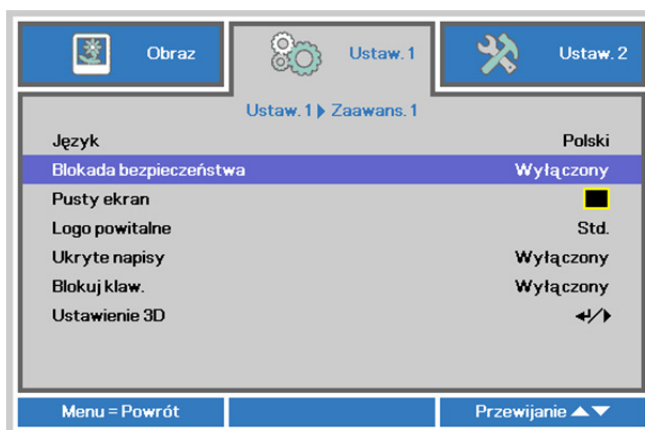 Obraz
Ustaw. 1
Ustaw. 2
Ustaw. 1 Zaawans. 1
Język Polski
Blokada bezpieczeństwa Wyłączony
Pusty ekran
Logo powitalne Std.
Ukryte napisy Wyłączony
Blokuj klaw. Wyłączony
Ustawienie 3D /
Menu = Powrót
Przewijanie